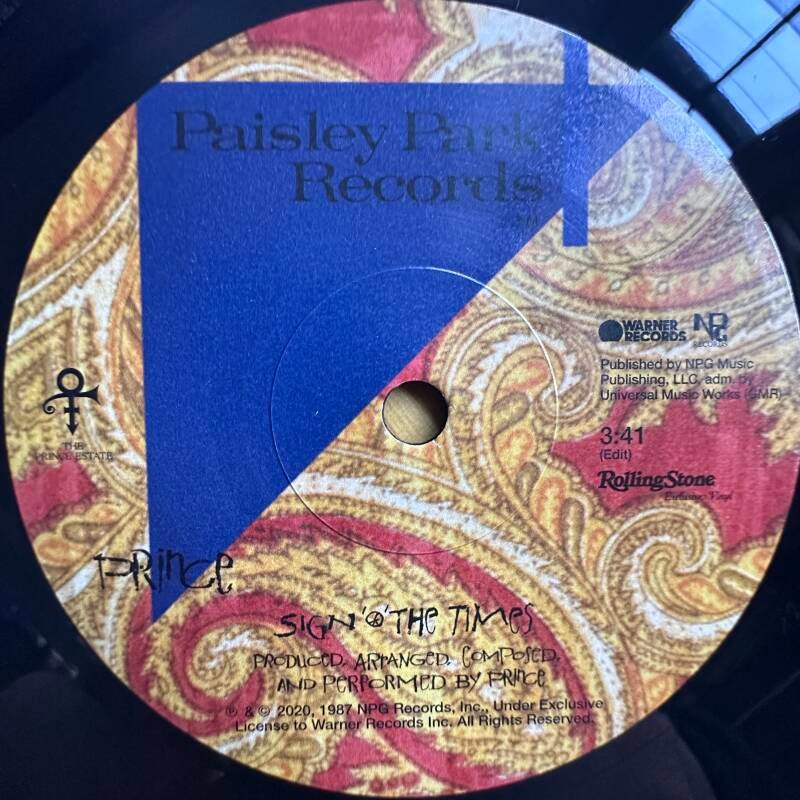 Paisley Park
Records
WARNER
RECORDS
NPG
RECORDS
Published by NPG Music
Publishing, LLC, adm. by
Universal Music Works (GMR)
3:41
(Edit)
RollingStone
Exclusive Vinyl
THE
PRINCE ESTATE
PRINCE
SIGN 'O' THE TIMES
PRODUCED, ARRANGED, COMPOSED,
AND PERFORMED BY PRINCE
℗ & © 2020, 1987 NPG Records, Inc., Under Exclusive
License to Warner Records Inc. All Rights Reserved.